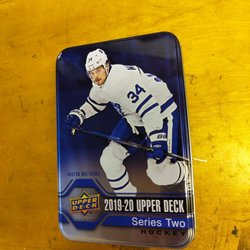 34
AUSTON MATTHEWS
UPPER DECK
2019-20 UPPER DECK
Series Two
HOCKEY